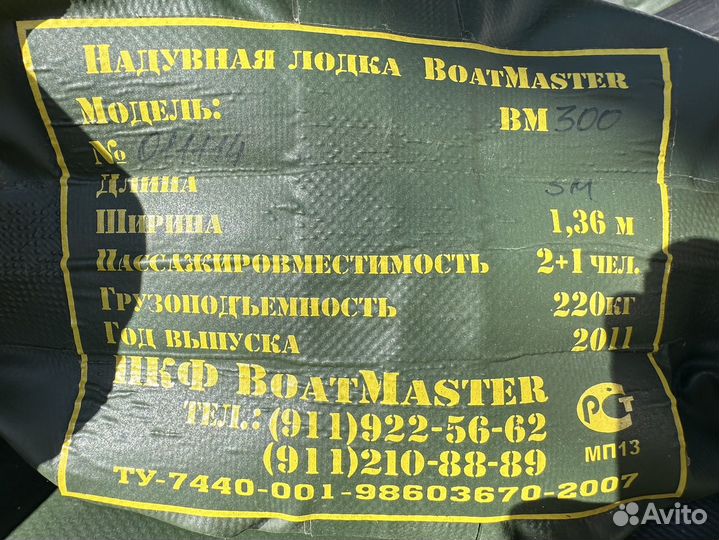 Надувная лодка BoatMaster
Модель: BM 300
№
Длина 3м
Ширина 1,36 м
Пассажировместимость 2+1 чел.
Грузоподъемность 220кг
Год выпуска 2011
ПКФ BoatMaster
тел.: (911)922-56-62
(911)210-88-89
РСТ
МП13
ТУ-7440-001-98603670-2007
Avito